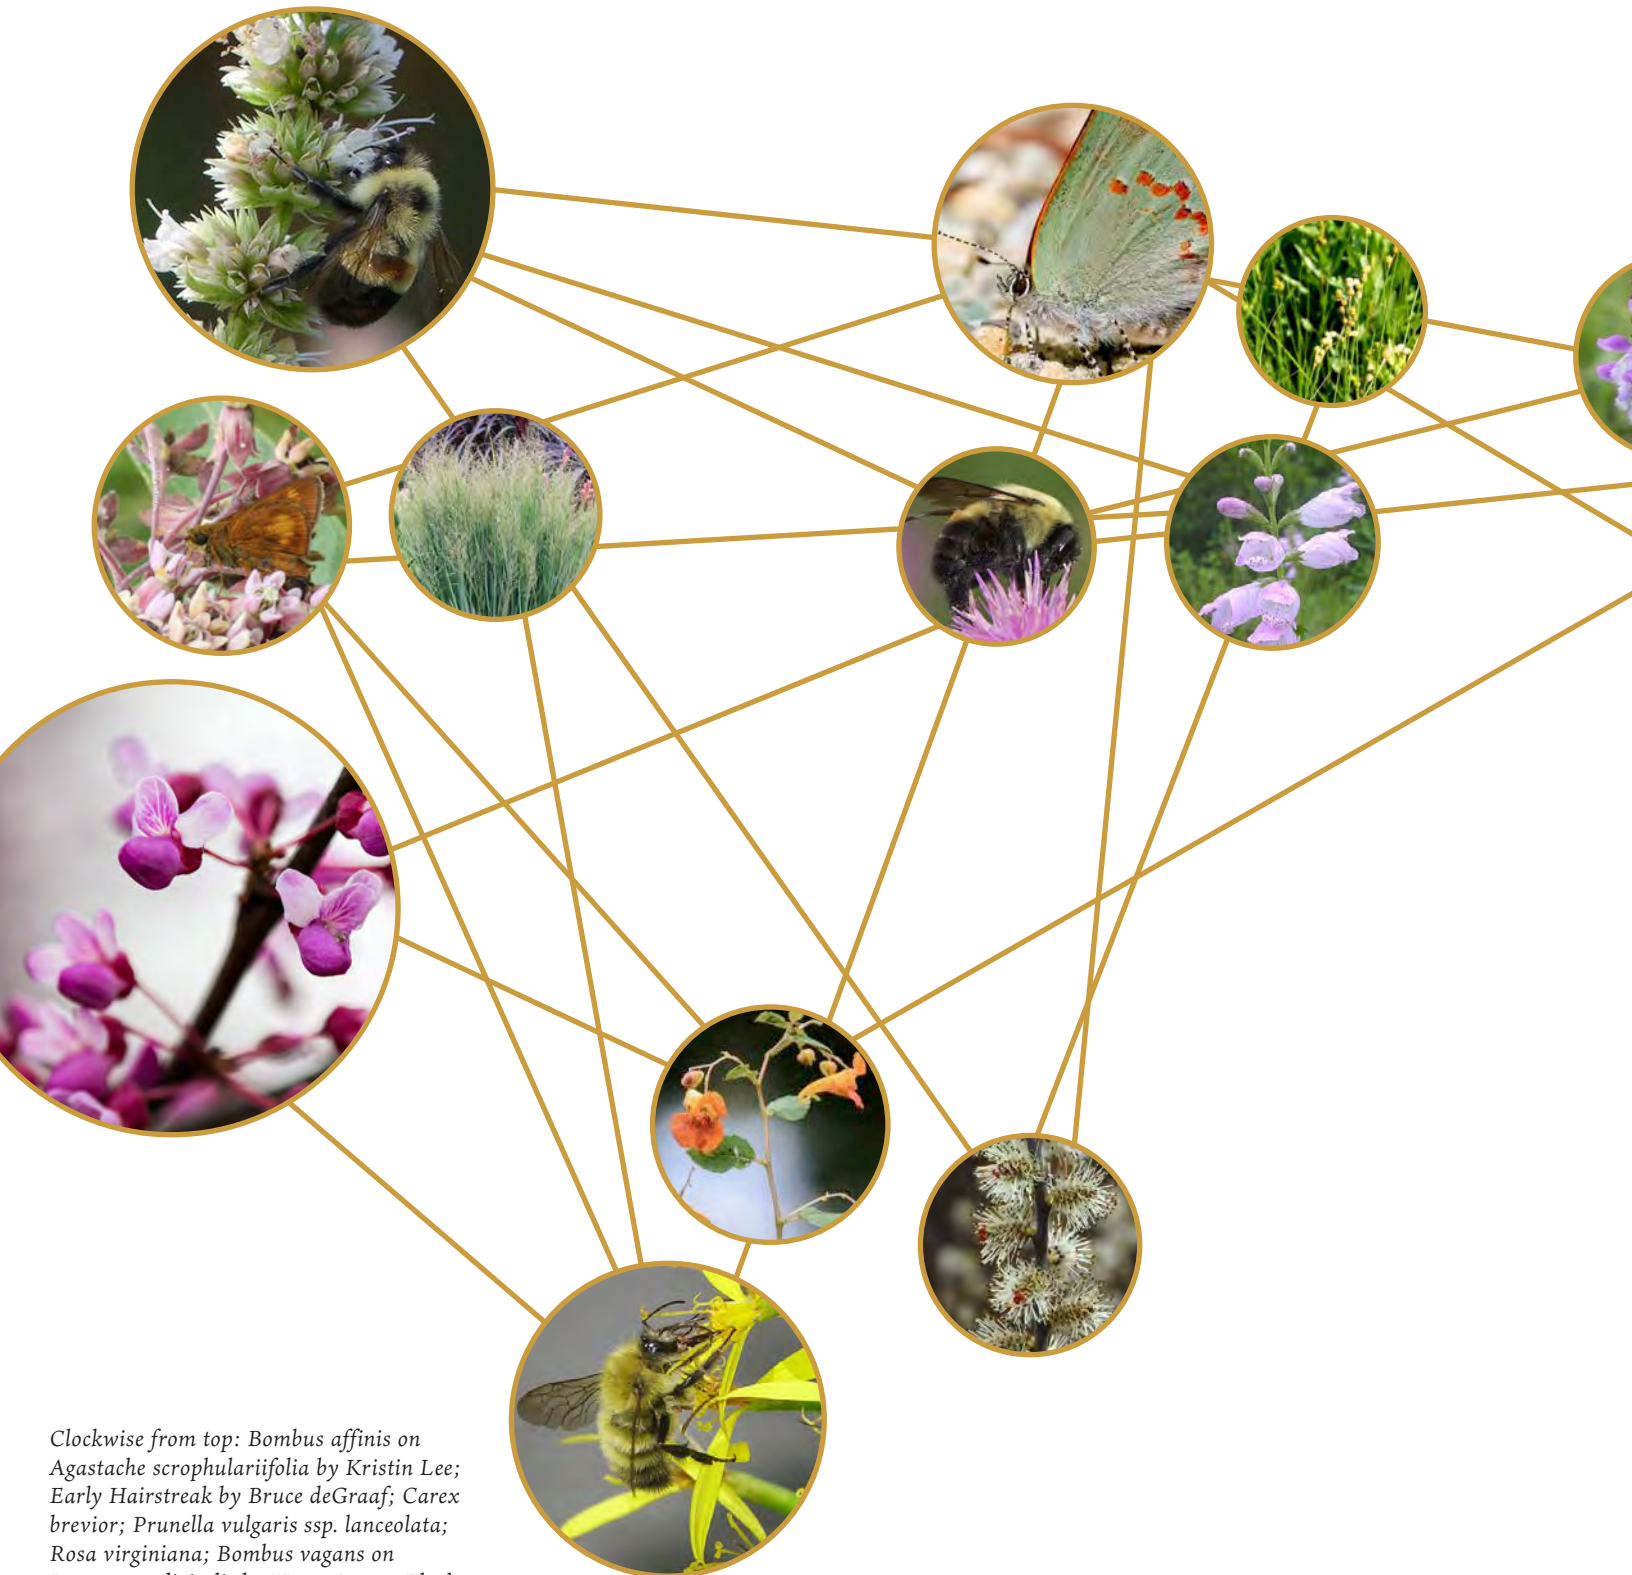 Clockwise from top: Bombus affinis on
Agastache scrophulariifolia by Kristin Lee;
Early Hairstreak by Bruce deGraaf; Carex
brevior; Prunella vulgaris ssp. lanceolata;
Rosa virginiana; Bombus vagans on